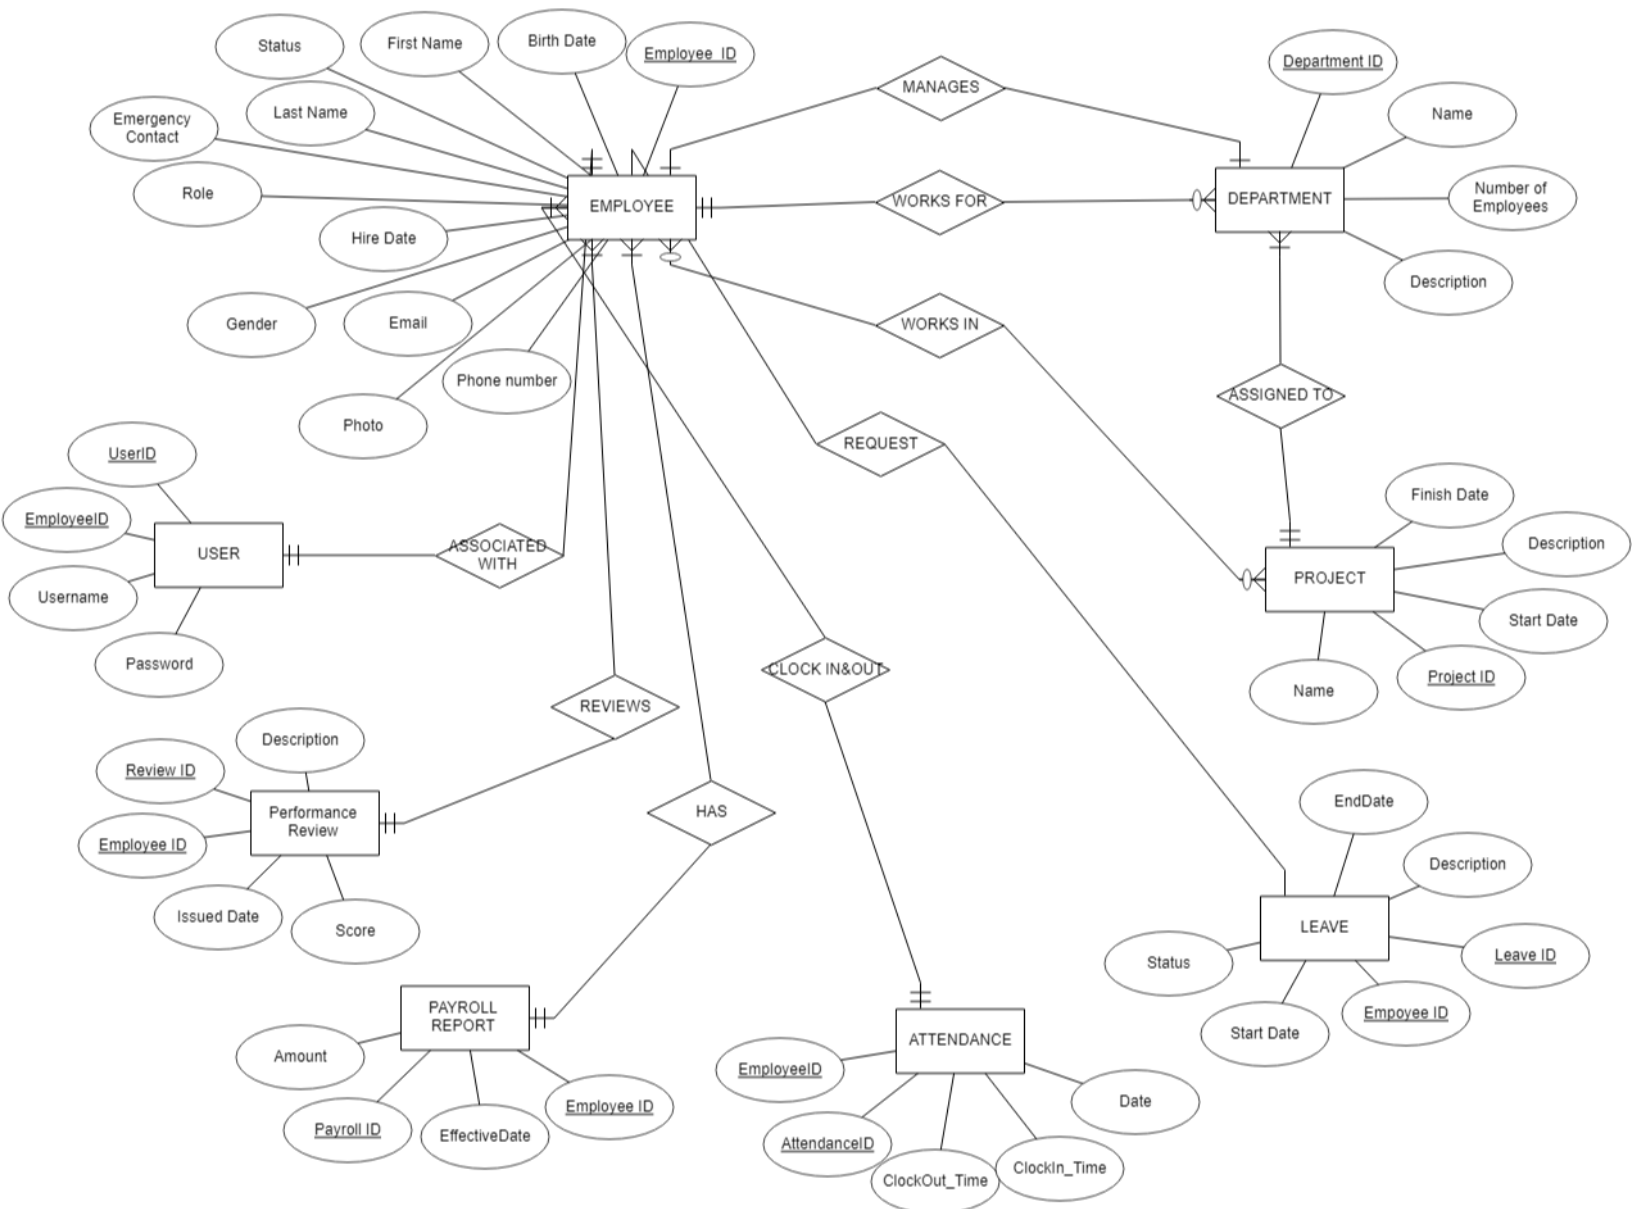 Status
First Name
Birth Date
Employee_ID
MANAGES
Department ID
Name
Last Name
Emergency
Contact
Role
EMPLOYEE
WORKS FOR
DEPARTMENT
Number of
Employees
Hire Date
Description
Gender
Email
WORKS IN
Phone number
Photo
ASSIGNED TO
REQUEST
UserID
EmployeeID
USER
Username
Password
ASSOCIATED
WITH
Finish Date
Description
PROJECT
Start Date
Name
Project ID
CLOCK IN&OUT
REVIEWS
Description
Review ID
Performance
Review
Employee ID
Issued Date
Score
HAS
EndDate
Description
LEAVE
Leave ID
Status
Empoyee ID
Start Date
PAYROLL
REPORT
Amount
Payroll ID
EffectiveDate
Employee ID
ATTENDANCE
EmployeeID
AttendanceID
ClockOut_Time
ClockIn_Time
Date